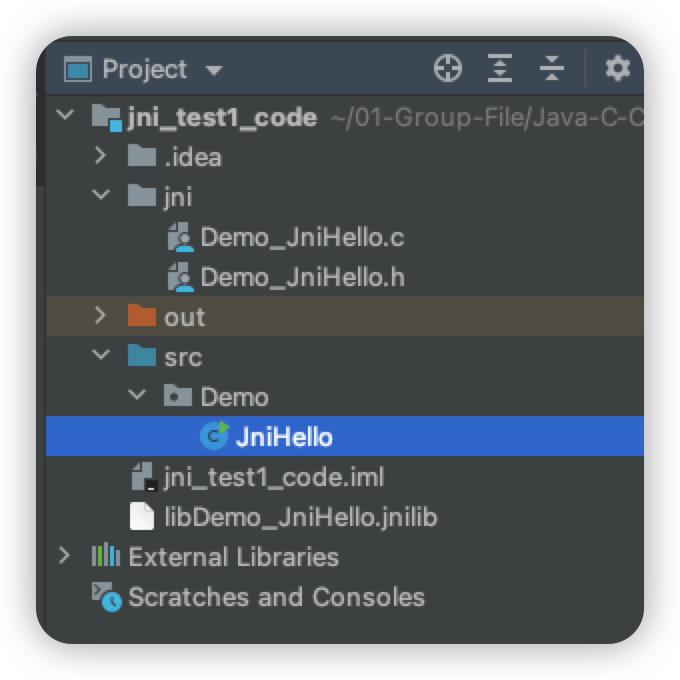 Project
jni_test1_code ~/01-Group-File/Java-C-C
.idea
jni
Demo_JniHello.c
Demo_JniHello.h
out
src
Demo
JniHello
jni_test1_code.iml
libDemo_JniHello.jnilib
External Libraries
Scratches and Consoles